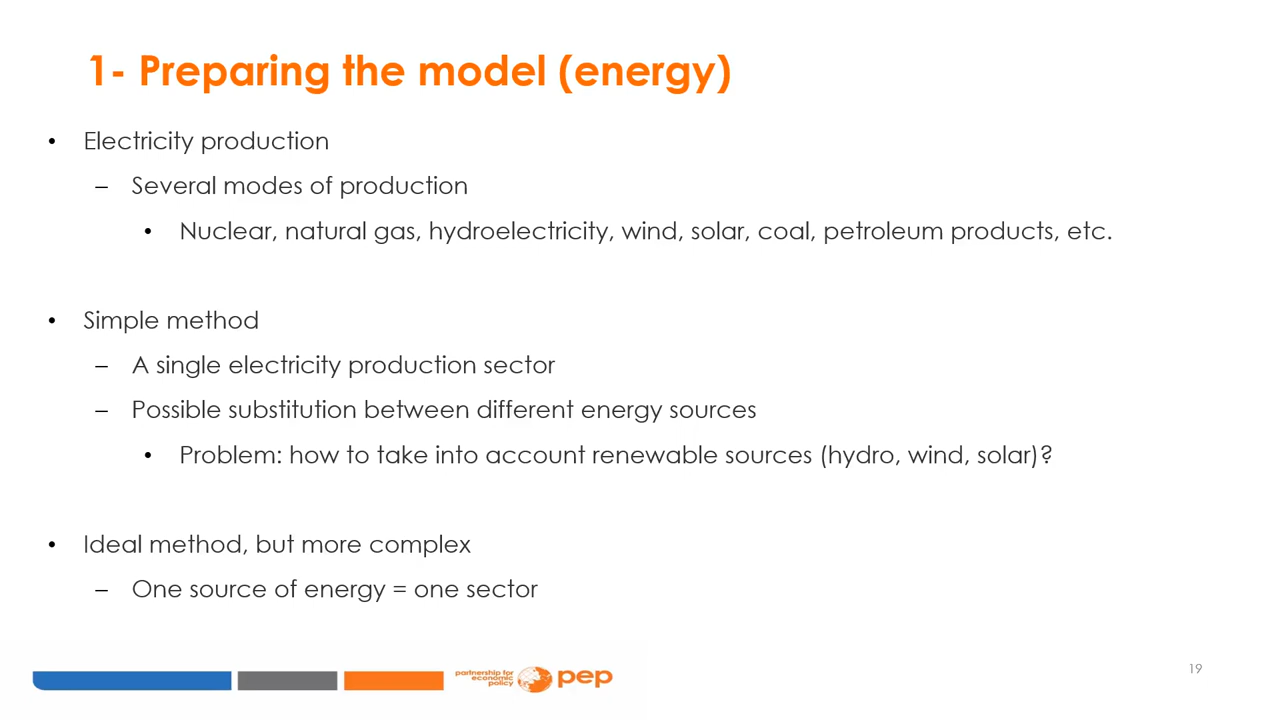 1- Preparing the model (energy)
• Electricity production
– Several modes of production
• Nuclear, natural gas, hydroelectricity, wind, solar, coal, petroleum products, etc.
• Simple method
– A single electricity production sector
– Possible substitution between different energy sources
• Problem: how to take into account renewable sources (hydro, wind, solar)?
• Ideal method, but more complex
– One source of energy = one sector
partnership for
economic
policy
pep
19